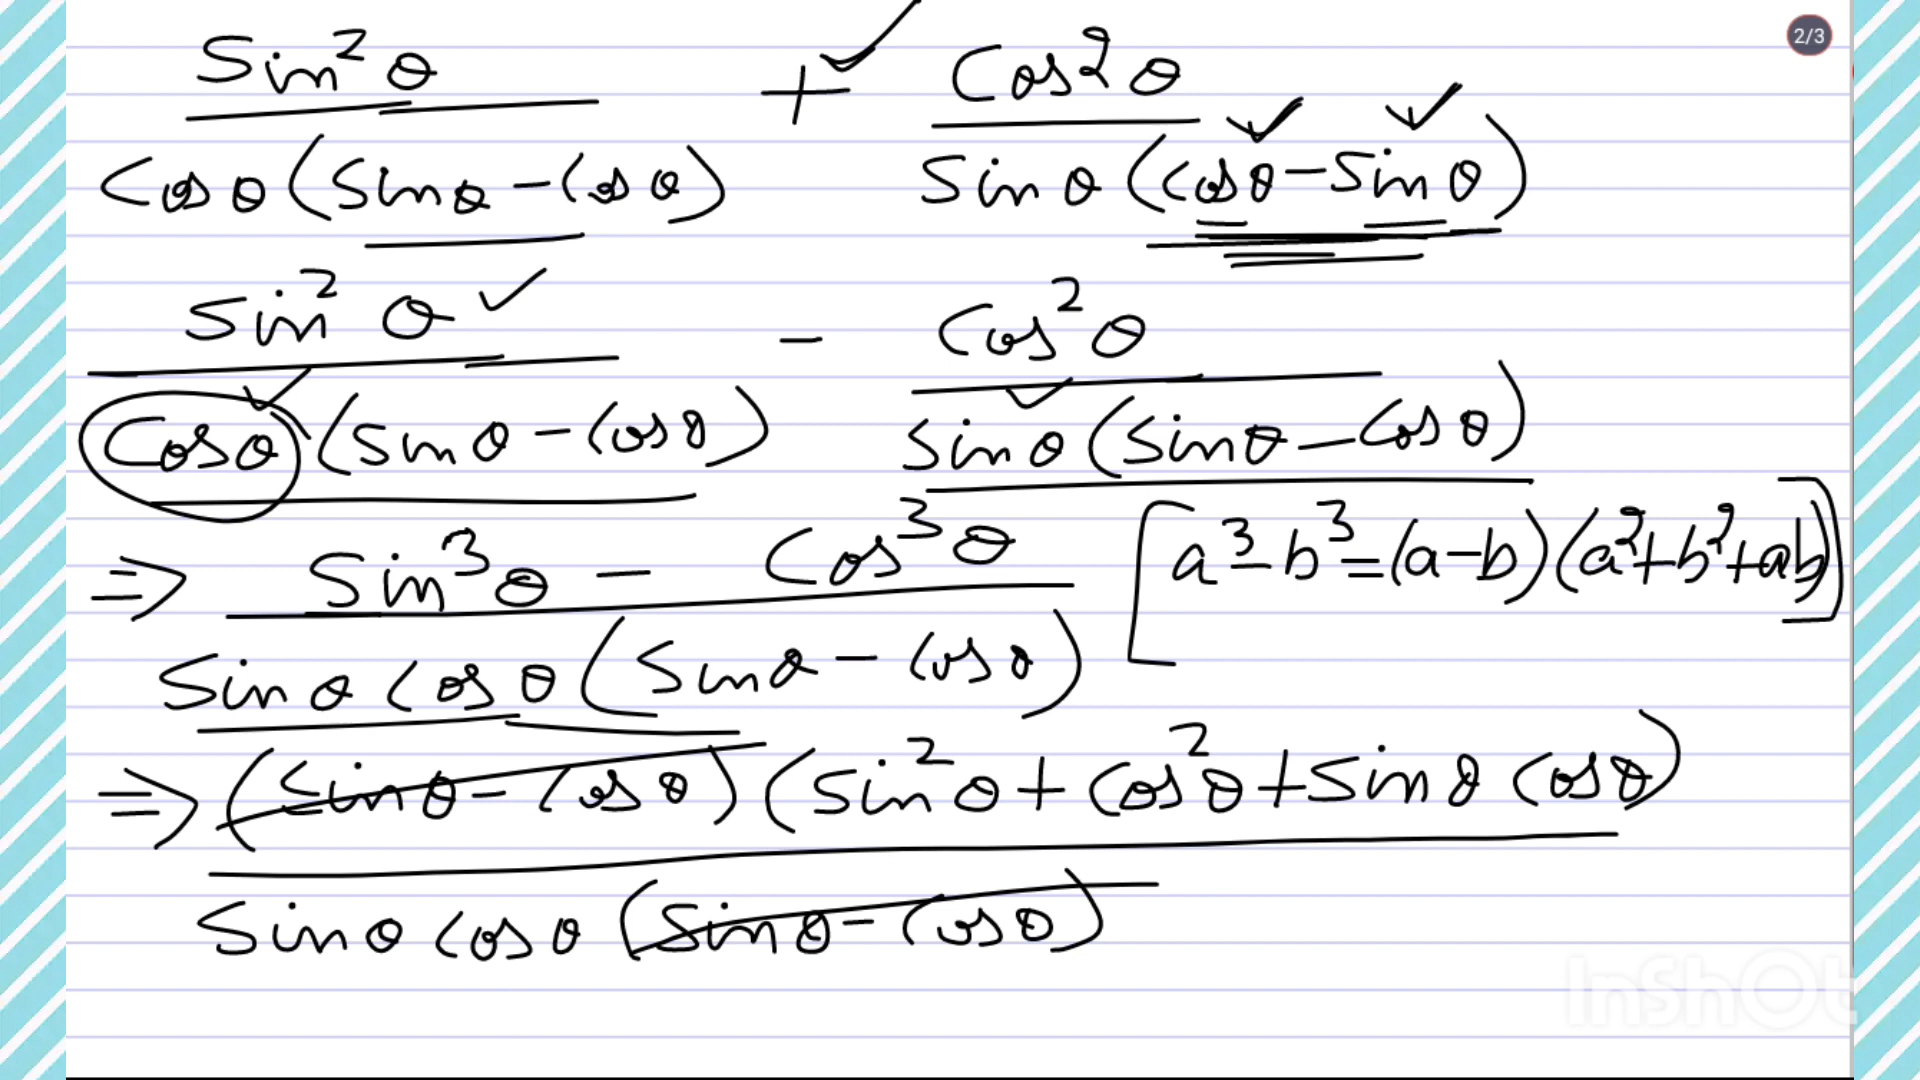 2/3
Sin²θ + Cos²θ
Cosθ(Sinθ-Cosθ) Sinθ(Cosθ-Sinθ)
Sin²θ - Cos²θ
Cosθ(Sinθ-Cosθ) Sinθ(Sinθ-Cosθ)
=> Sin³θ - Cos³θ [a³-b³=(a-b)(a²+b²+ab)]
Sinθ Cosθ(Sinθ-Cosθ)
=> (Sinθ-Cosθ)(Sin²θ+Cos²θ+Sinθ Cosθ)
Sinθ Cosθ(Sinθ-Cosθ)
InShOt